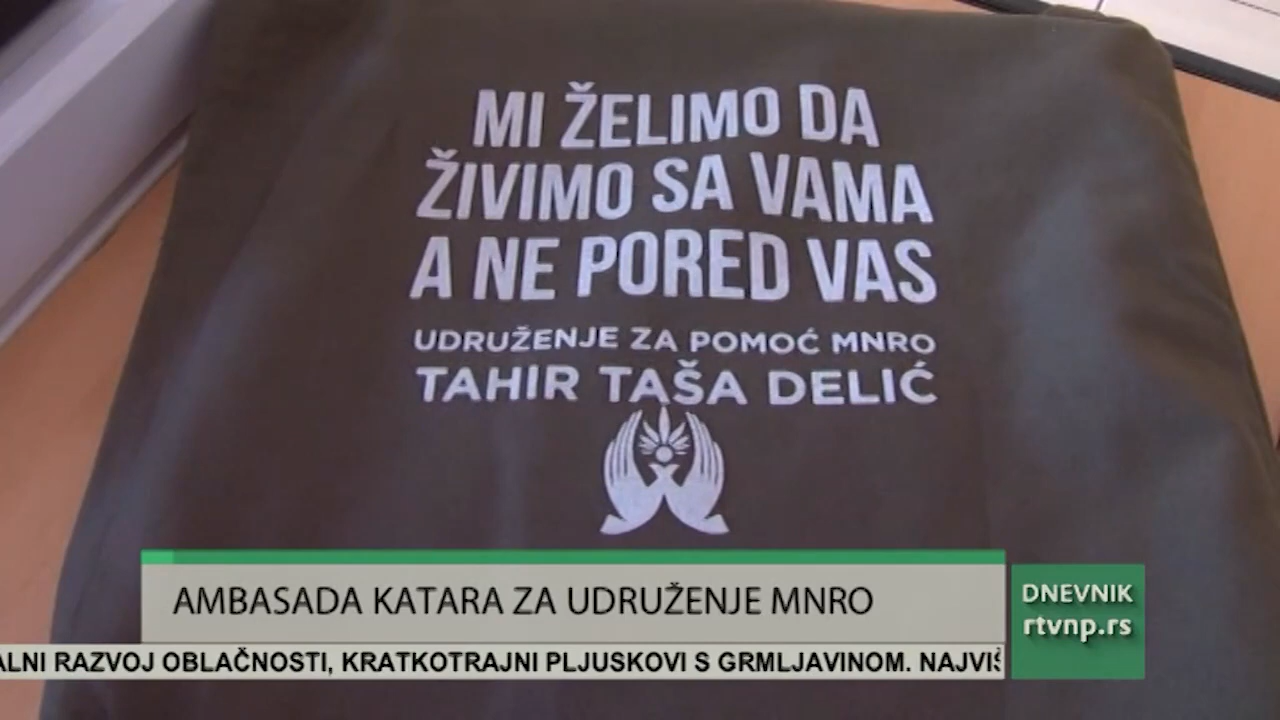 MI ŽELIMO DA
ŽIVIMO SA VAMA
A NE PORED VAS
UDRUŽENJE ZA POMOĆ MNRO
TAHIR TAŠA DELIĆ
AMBASADA KATARA ZA UDRUŽENJE MNRO
DNEVNIK
rtvnp.rs
RAZVOJ OBLAČNOSTI, KRATKOTRAJNI PLJUSKOVI S GRMLJAVINOM.